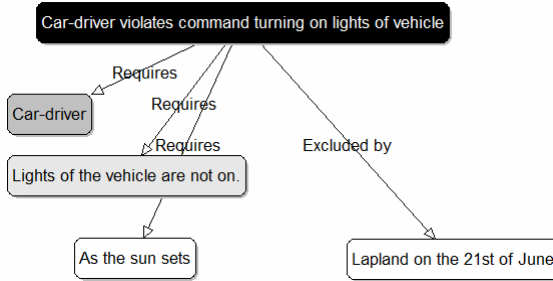 Car-driver violates command turning on lights of vehicle
Requires
Car-driver
Requires
Requires
Excluded by
Lights of the vehicle are not on.
As the sun sets
Lapland on the 21st of June